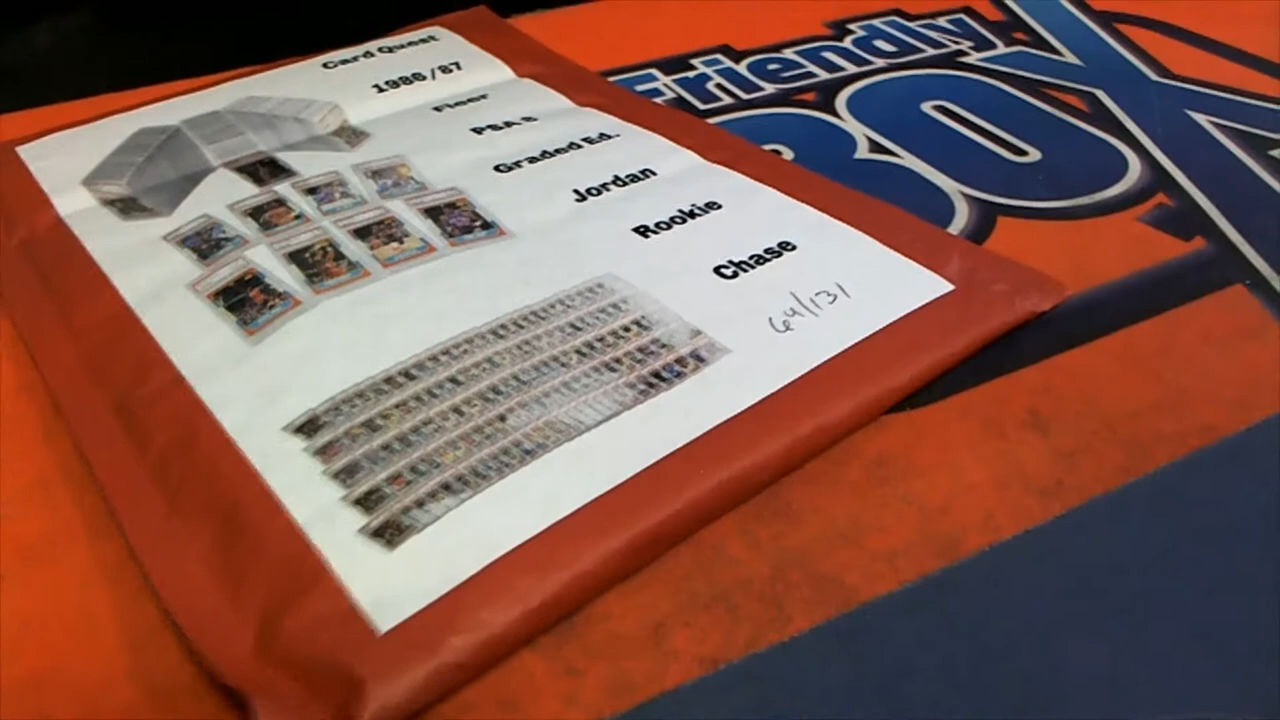 Card Quest
1986/87
Fleer
PSA 8
Graded Ed.
Jordan
Rookie
Chase
64/131
Friendly
BOX